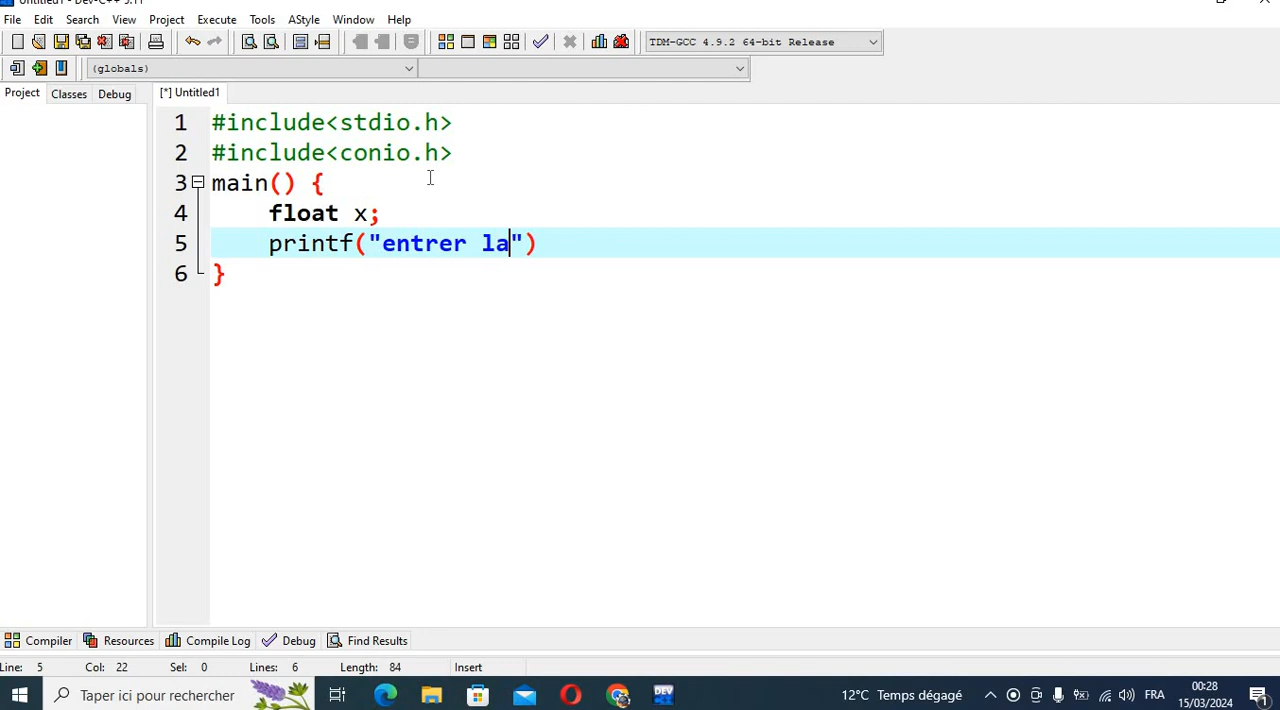 File Edit Search View Project Execute Tools AStyle Window Help
TDM-GCC 4.9.2 64-bit Release
(globals)
Project Classes Debug [*] Untitled1
1 #include<stdio.h>
2 #include<conio.h>
3 main() {
4 float x;
5 printf("entrer la")
6 }
Compiler Resources Compile Log Debug Find Results
Line: 5 Col: 22 Sel: 0 Lines: 6 Length: 84 Insert
Taper ici pour rechercher DEV 12°C Temps dégagé FRA 00:28
15/03/2024 1